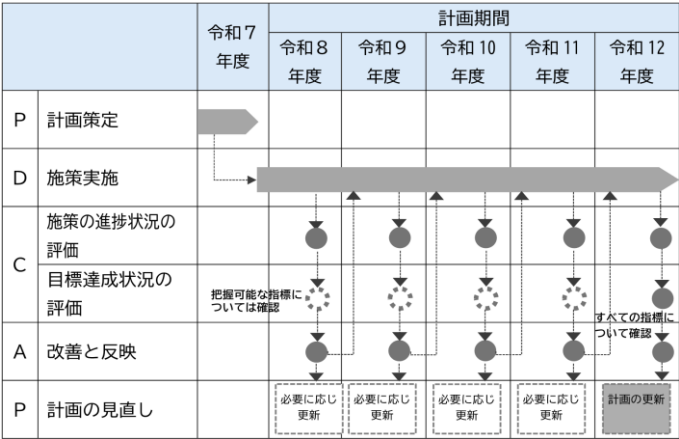 計画期間
令和７
年度
令和８
年度
令和９
年度
令和 10
年度
令和 11
年度
令和 12
年度
P
計画策定
D
施策実施
C
施策の進捗状況の
評価
目標達成状況の
評価
把握可能な指標に
ついては確認
すべての指標に
ついて確認
A
改善と反映
P
計画の見直し
必要に応じ
更新
必要に応じ
更新
必要に応じ
更新
必要に応じ
更新
計画の更新